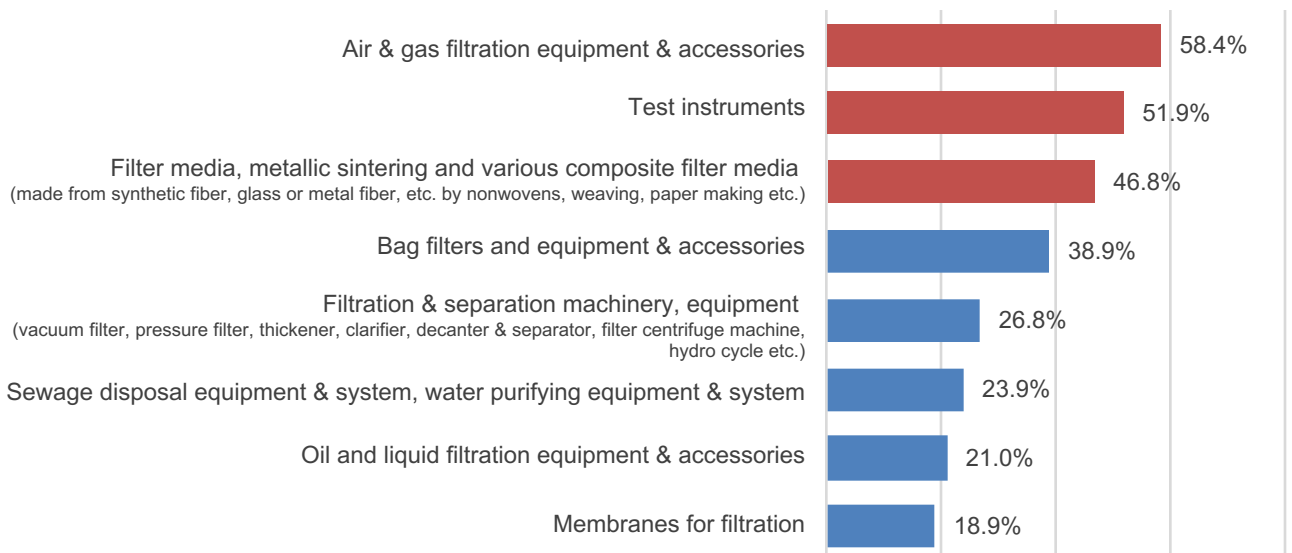 Air & gas filtration equipment & accessories
58.4%
Test instruments
51.9%
Filter media, metallic sintering and various composite filter media
(made from synthetic fiber, glass or metal fiber, etc. by nonwovens, weaving, paper making etc.)
46.8%
Bag filters and equipment & accessories
38.9%
Filtration & separation machinery, equipment
(vacuum filter, pressure filter, thickener, clarifier, decanter & separator, filter centrifuge machine,
hydro cycle etc.)
26.8%
Sewage disposal equipment & system, water purifying equipment & system
23.9%
Oil and liquid filtration equipment & accessories
21.0%
Membranes for filtration
18.9%